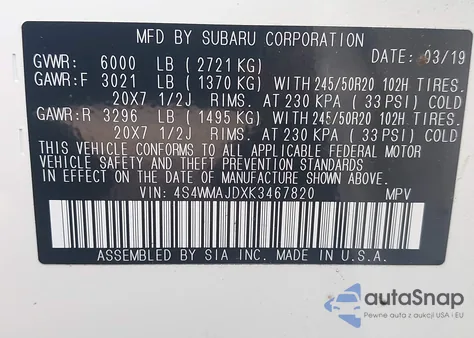 MFD BY SUBARU CORPORATION
GVWR: 6000 LB (2721 KG) DATE: 03/19
GAWR:F 3021 LB (1370 KG) WITH 245/50R20 102H TIRES.
20X7 1/2J RIMS. AT 230 KPA (33 PSI) COLD
GAWR:R 3296 LB (1495 KG) WITH 245/50R20 102H TIRES.
20X7 1/2J RIMS. AT 230 KPA (33 PSI) COLD
THIS VEHICLE CONFORMS TO ALL APPLICABLE FEDERAL MOTOR
VEHICLE SAFETY AND THEFT PREVENTION STANDARDS
IN EFFECT ON THE DATE OF MANUFACTURE SHOWN ABOVE.
VIN: 4S4WMAJDXK3467820 MPV
ASSEMBLED BY SIA INC. MADE IN U.S.A.
autoSnap
Pewne auta z aukcji USA i EU